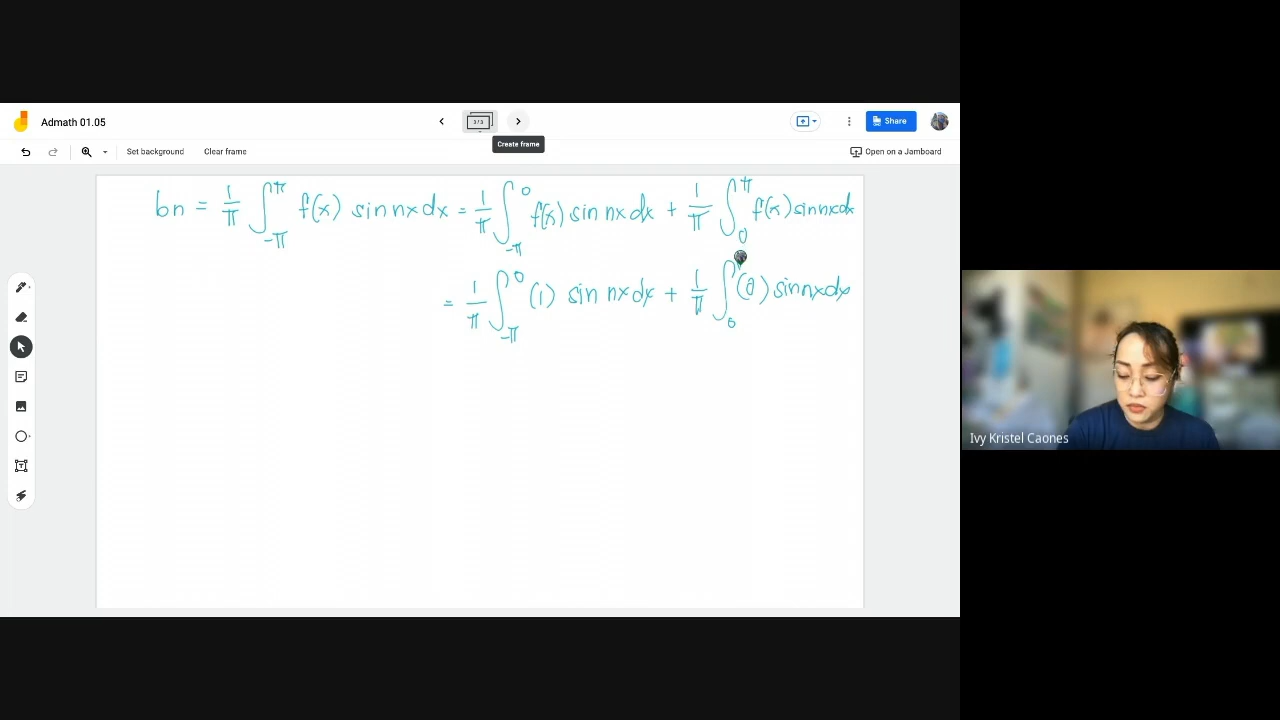 Admath 01.05
3/3
Share
Create frame
Set background
Clear frame
Open on a Jamboard
bn = 1/π ∫_{-π}^{π} f(x) sin nx dx = 1/π ∫_{-π}^{0} f(x) sin nx dx + 1/π ∫_{0}^{π} f(x) sin nx dx
= 1/π ∫_{-π}^{0} (1) sin nx dx + 1/π ∫_{0} (0) sin nx dx
Ivy Kristel Caones